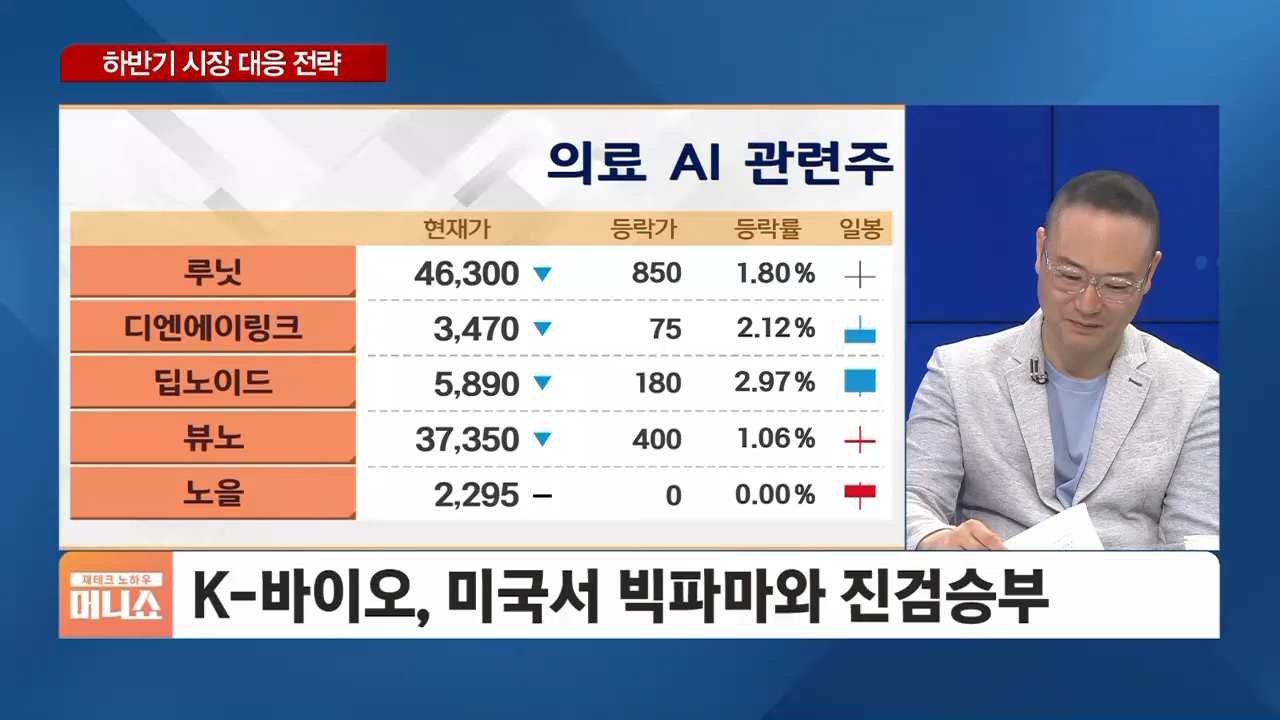 하반기 시장 대응 전략
의료 AI 관련주
현재가 등락가 등락률 일봉
루닛 46,300 ▼ 850 1.80%
디엔에이링크 3,470 ▼ 75 2.12%
딥노이드 5,890 ▼ 180 2.97%
뷰노 37,350 ▼ 400 1.06%
노을 2,295 – 0 0.00%
재테크 노하우
머니쇼
K-바이오, 미국서 빅파마와 진검승부